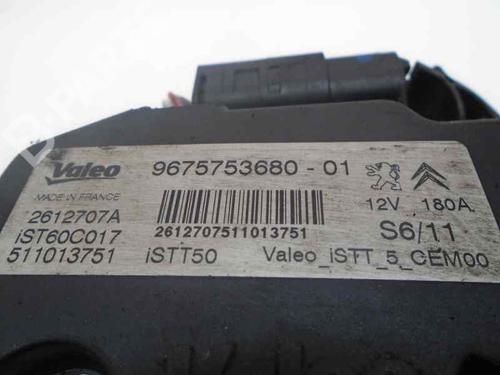 Valeo
9675753680 - 01
MADE IN FRANCE
12V 180A
2612707A
S6/11
iST60C017
2612707511013751
511013751
iSTT50
Valeo_iSTT_5_GEM00